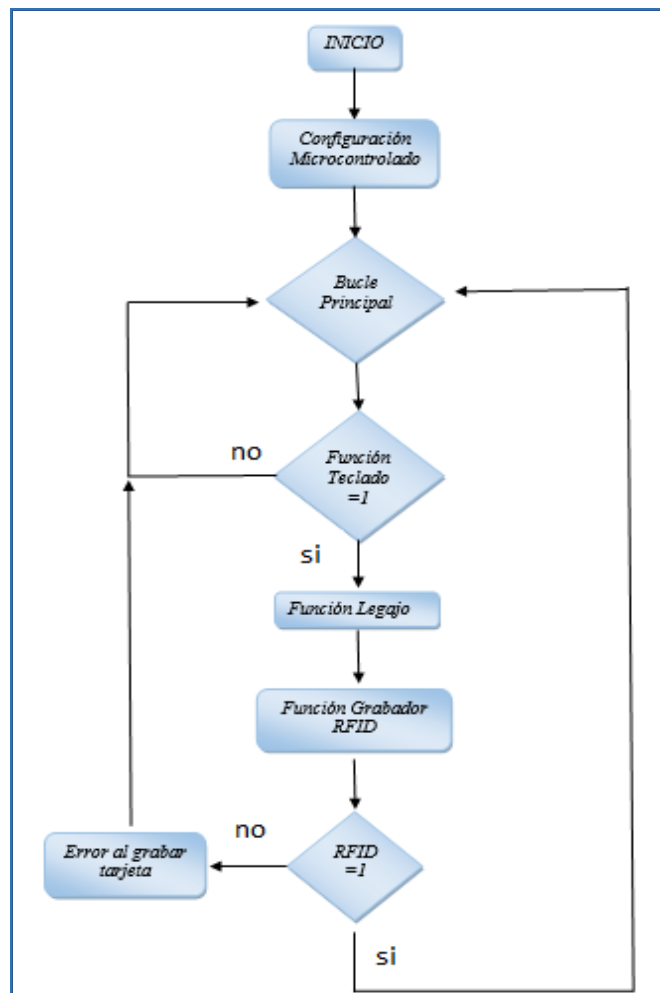 INICIO
Configuración
Microcontrolado
Bucle
Principal
no
Función
Teclado
=1
si
Función Legajo
Función Grabador
RFID
no
Error al grabar
tarjeta
RFID
=1
si